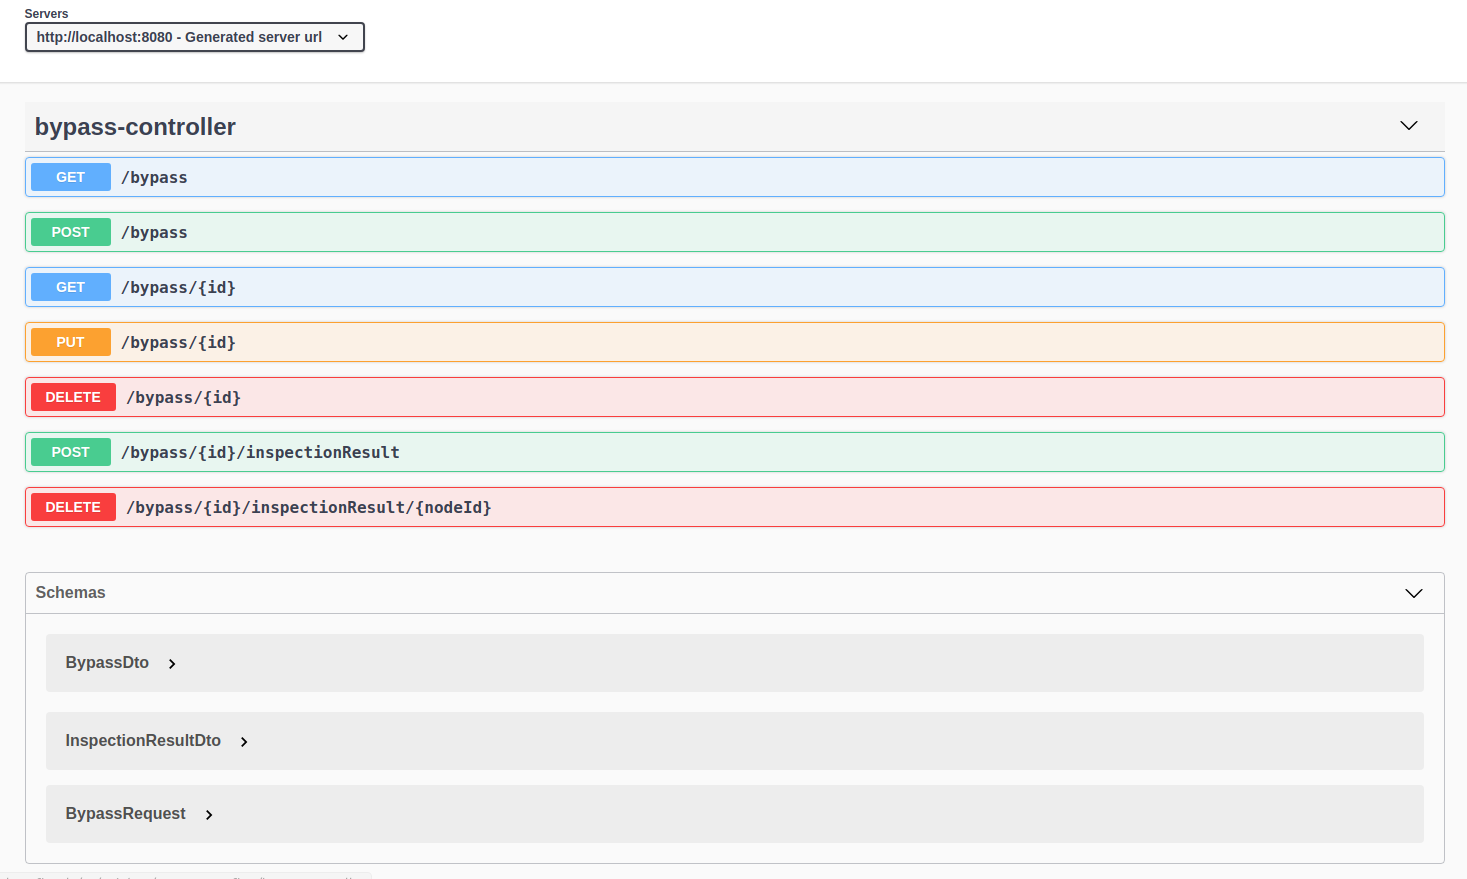 Servers
http://localhost:8080 - Generated server url
bypass-controller
GET /bypass
POST /bypass
GET /bypass/{id}
PUT /bypass/{id}
DELETE /bypass/{id}
POST /bypass/{id}/inspectionResult
DELETE /bypass/{id}/inspectionResult/{nodeId}
Schemas
BypassDto
InspectionResultDto
BypassRequest